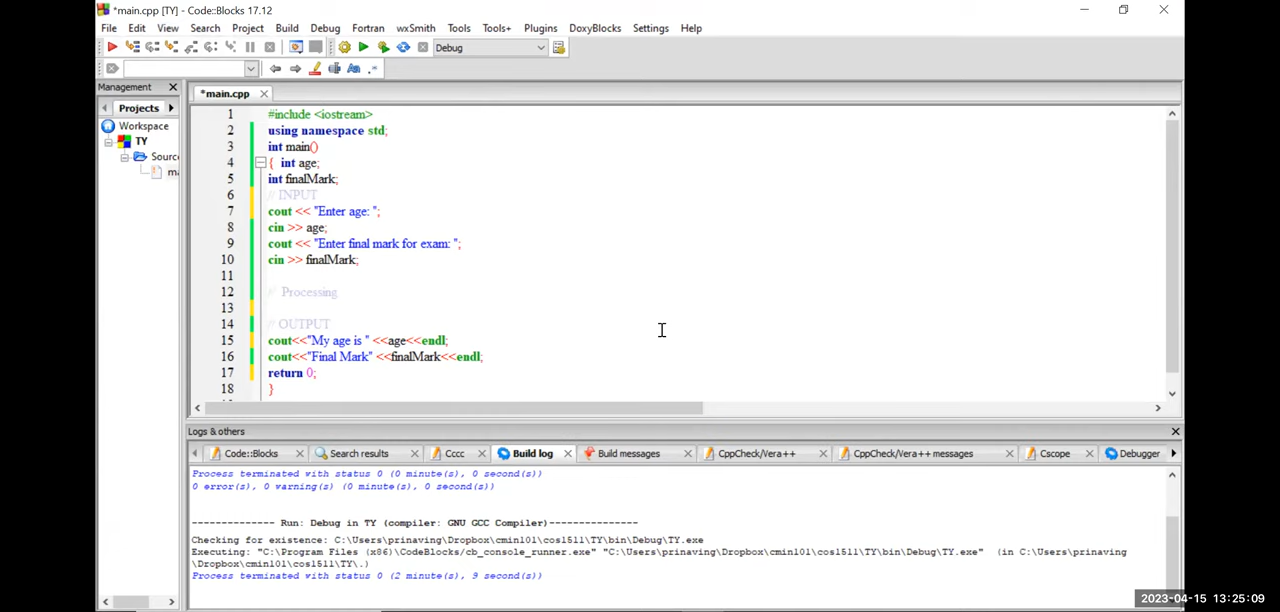 *main.cpp [TY] - Code::Blocks 17.12
File Edit View Search Project Build Debug Fortran wxSmith Tools Tools+ Plugins DoxyBlocks Settings Help
Debug
Management
*main.cpp
Projects
Workspace
TY
Sourc
ma
1 #include <iostream>
2 using namespace std;
3 int main()
4 { int age;
5 int finalMark;
6 // INPUT
7 cout << "Enter age: ";
8 cin >> age;
9 cout << "Enter final mark for exam: ";
10 cin >> finalMark;
11
12 // Processing
13
14 // OUTPUT
15 cout<<"My age is " <<age<<endl;
16 cout<<"Final Mark" <<finalMark<<endl;
17 return 0;
18 }
Logs & others
Code::Blocks Search results Cccc Build log Build messages CppCheck/Vera++ CppCheck/Vera++ messages Cscope Debugger
Process terminated with status 0 (0 minute(s), 0 second(s))
0 error(s), 0 warning(s) (0 minute(s), 0 second(s))
-------------- Run: Debug in TY (compiler: GNU GCC Compiler)---------------
Checking for existence: C:\Users\prinaving\Dropbox\cmin101\cos1511\TY\bin\Debug\TY.exe
Executing: "C:\Program Files (x86)\CodeBlocks/cb_console_runner.exe" "C:\Users\prinaving\Dropbox\cmin101\cos1511\TY\bin\Debug\TY.exe" (in C:\Users\prinaving
\Dropbox\cmin101\cos1511\TY\.)
Process terminated with status 0 (2 minute(s), 9 second(s))
2023-04-15 13:25:09